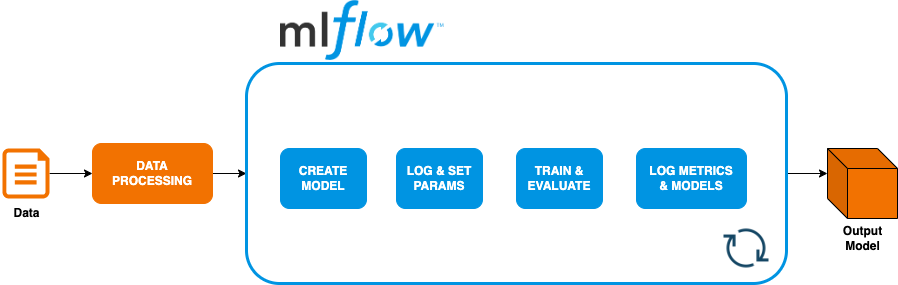 mlflow™
Data
DATA
PROCESSING
CREATE
MODEL
LOG & SET
PARAMS
TRAIN &
EVALUATE
LOG METRICS
& MODELS
Output
Model